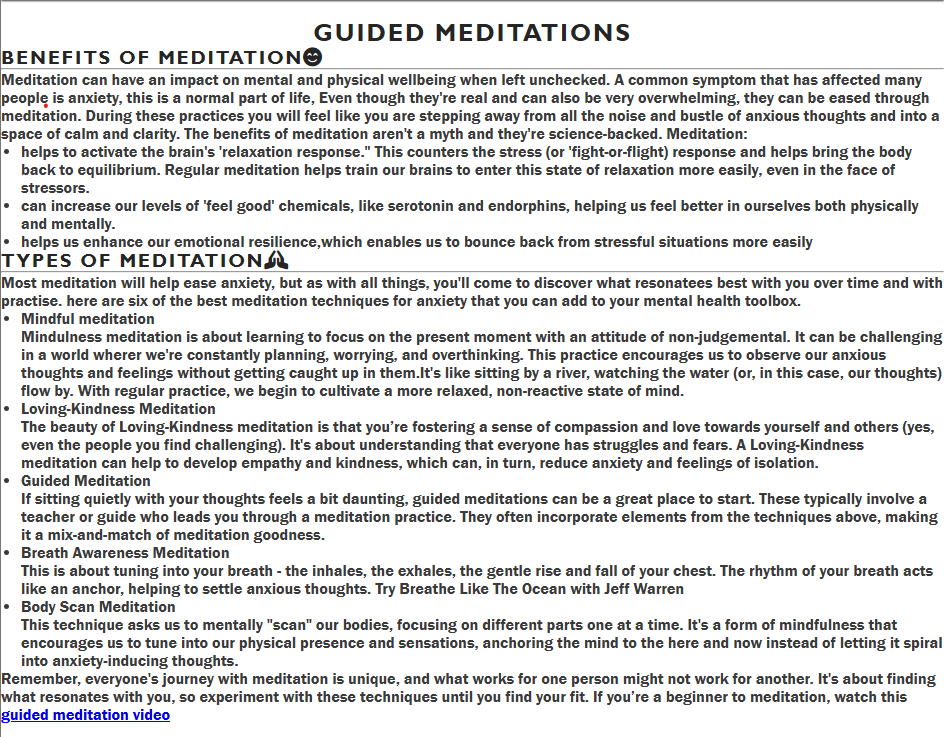 GUIDED MEDITATIONS
BENEFITS OF MEDITATION😊
Meditation can have an impact on mental and physical wellbeing when left unchecked. A common symptom that has affected many
people is anxiety, this is a normal part of life, Even though they're real and can also be very overwhelming, they can be eased through
meditation. During these practices you will feel like you are stepping away from all the noise and bustle of anxious thoughts and into a
space of calm and clarity. The benefits of meditation aren't a myth and they're science-backed. Meditation:
• helps to activate the brain's 'relaxation response." This counters the stress (or 'fight-or-flight) response and helps bring the body
back to equilibrium. Regular meditation helps train our brains to enter this state of relaxation more easily, even in the face of
stressors.
• can increase our levels of 'feel good' chemicals, like serotonin and endorphins, helping us feel better in ourselves both physically
and mentally.
• helps us enhance our emotional resilience,which enables us to bounce back from stressful situations more easily
TYPES OF MEDITATION🙏
Most meditation will help ease anxiety, but as with all things, you'll come to discover what resonatees best with you over time and with
practise. here are six of the best meditation techniques for anxiety that you can add to your mental health toolbox.
• Mindful meditation
Mindulness meditation is about learning to focus on the present moment with an attitude of non-judgemental. It can be challenging
in a world wherer we're constantly planning, worrying, and overthinking. This practice encourages us to observe our anxious
thoughts and feelings without getting caught up in them.It's like sitting by a river, watching the water (or, in this case, our thoughts)
flow by. With regular practice, we begin to cultivate a more relaxed, non-reactive state of mind.
• Loving-Kindness Meditation
The beauty of Loving-Kindness meditation is that you’re fostering a sense of compassion and love towards yourself and others (yes,
even the people you find challenging). It's about understanding that everyone has struggles and fears. A Loving-Kindness
meditation can help to develop empathy and kindness, which can, in turn, reduce anxiety and feelings of isolation.
• Guided Meditation
If sitting quietly with your thoughts feels a bit daunting, guided meditations can be a great place to start. These typically involve a
teacher or guide who leads you through a meditation practice. They often incorporate elements from the techniques above, making
it a mix-and-match of meditation goodness.
• Breath Awareness Meditation
This is about tuning into your breath - the inhales, the exhales, the gentle rise and fall of your chest. The rhythm of your breath acts
like an anchor, helping to settle anxious thoughts. Try Breathe Like The Ocean with Jeff Warren
• Body Scan Meditation
This technique asks us to mentally "scan" our bodies, focusing on different parts one at a time. It's a form of mindfulness that
encourages us to tune into our physical presence and sensations, anchoring the mind to the here and now instead of letting it spiral
into anxiety-inducing thoughts.
Remember, everyone's journey with meditation is unique, and what works for one person might not work for another. It's about finding
what resonates with you, so experiment with these techniques until you find your fit. If you’re a beginner to meditation, watch this
guided meditation video